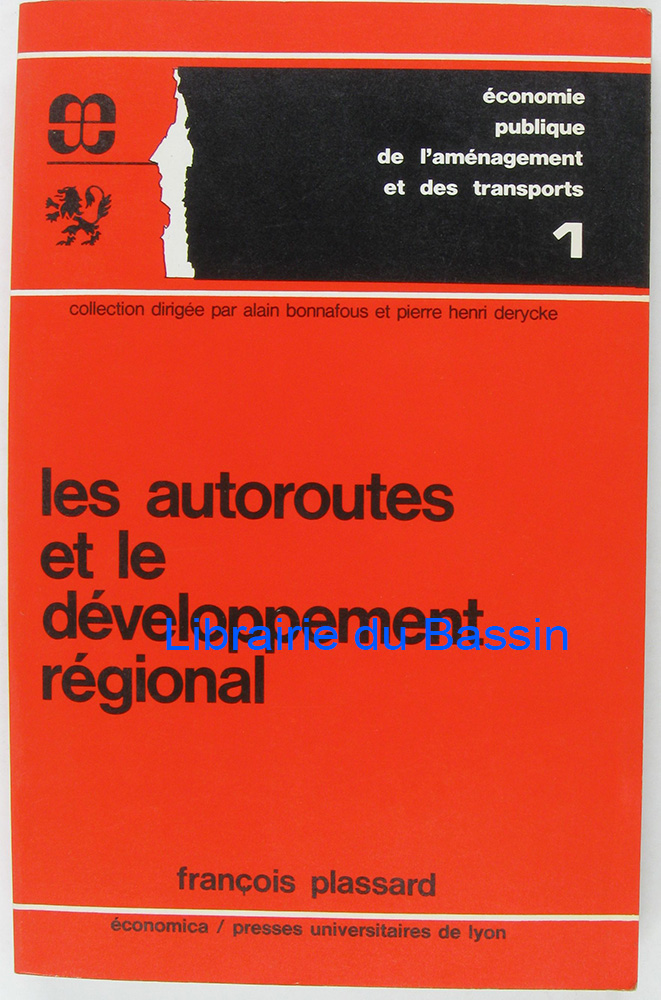 économie
publique
de l'aménagement
et des transports
1
collection dirigée par alain bonnafous et pierre henri derycke
les autoroutes
et le
développement
Librairie du Bassin
régional
françois plassard
économica / presses universitaires de lyon